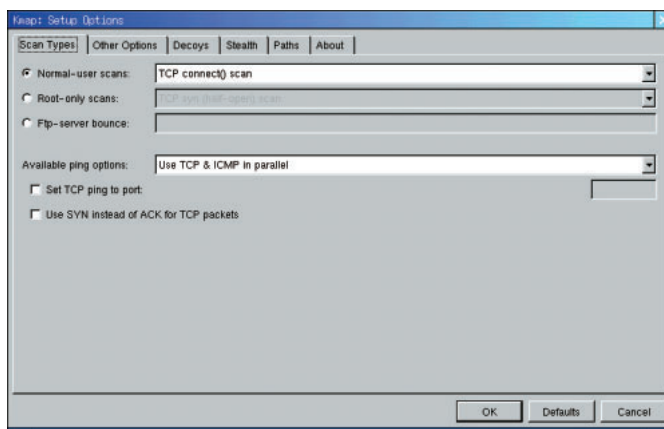 Kmap: Setup Options
Scan Types Other Options Decoys Stealth Paths About
Normal-user scans: TCP connect() scan
Root-only scans: TCP syn (half-open) scan
Ftp-server bounce:
Available ping options: Use TCP & ICMP in parallel
Set TCP ping to port:
Use SYN instead of ACK for TCP packets
OK Defaults Cancel